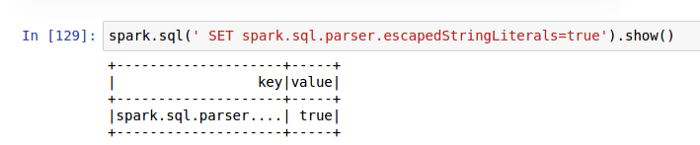 In [129]: spark.sql(' SET spark.sql.parser.escapedStringLiterals=true').show()
+--------------------+-----+
|                 key|value|
+--------------------+-----+
|spark.sql.parser....| true|
+--------------------+-----+